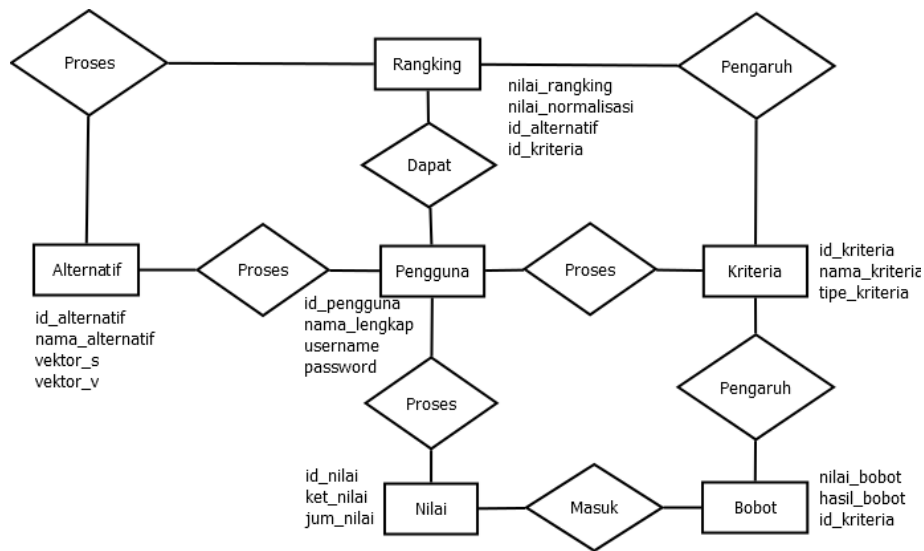 Proses
Rangking
Pengaruh
nilai_rangking
nilai_normalisasi
id_alternatif
id_kriteria
Dapat
Alternatif
Proses
Pengguna
Proses
Kriteria
id_kriteria
nama_kriteria
tipe_kriteria
id_alternatif
nama_alternatif
vektor_s
vektor_v
id_pengguna
nama_lengkap
username
password
Proses
Pengaruh
id_nilai
ket_nilai
jum_nilai
Nilai
Masuk
Bobot
nilai_bobot
hasil_bobot
id_kriteria